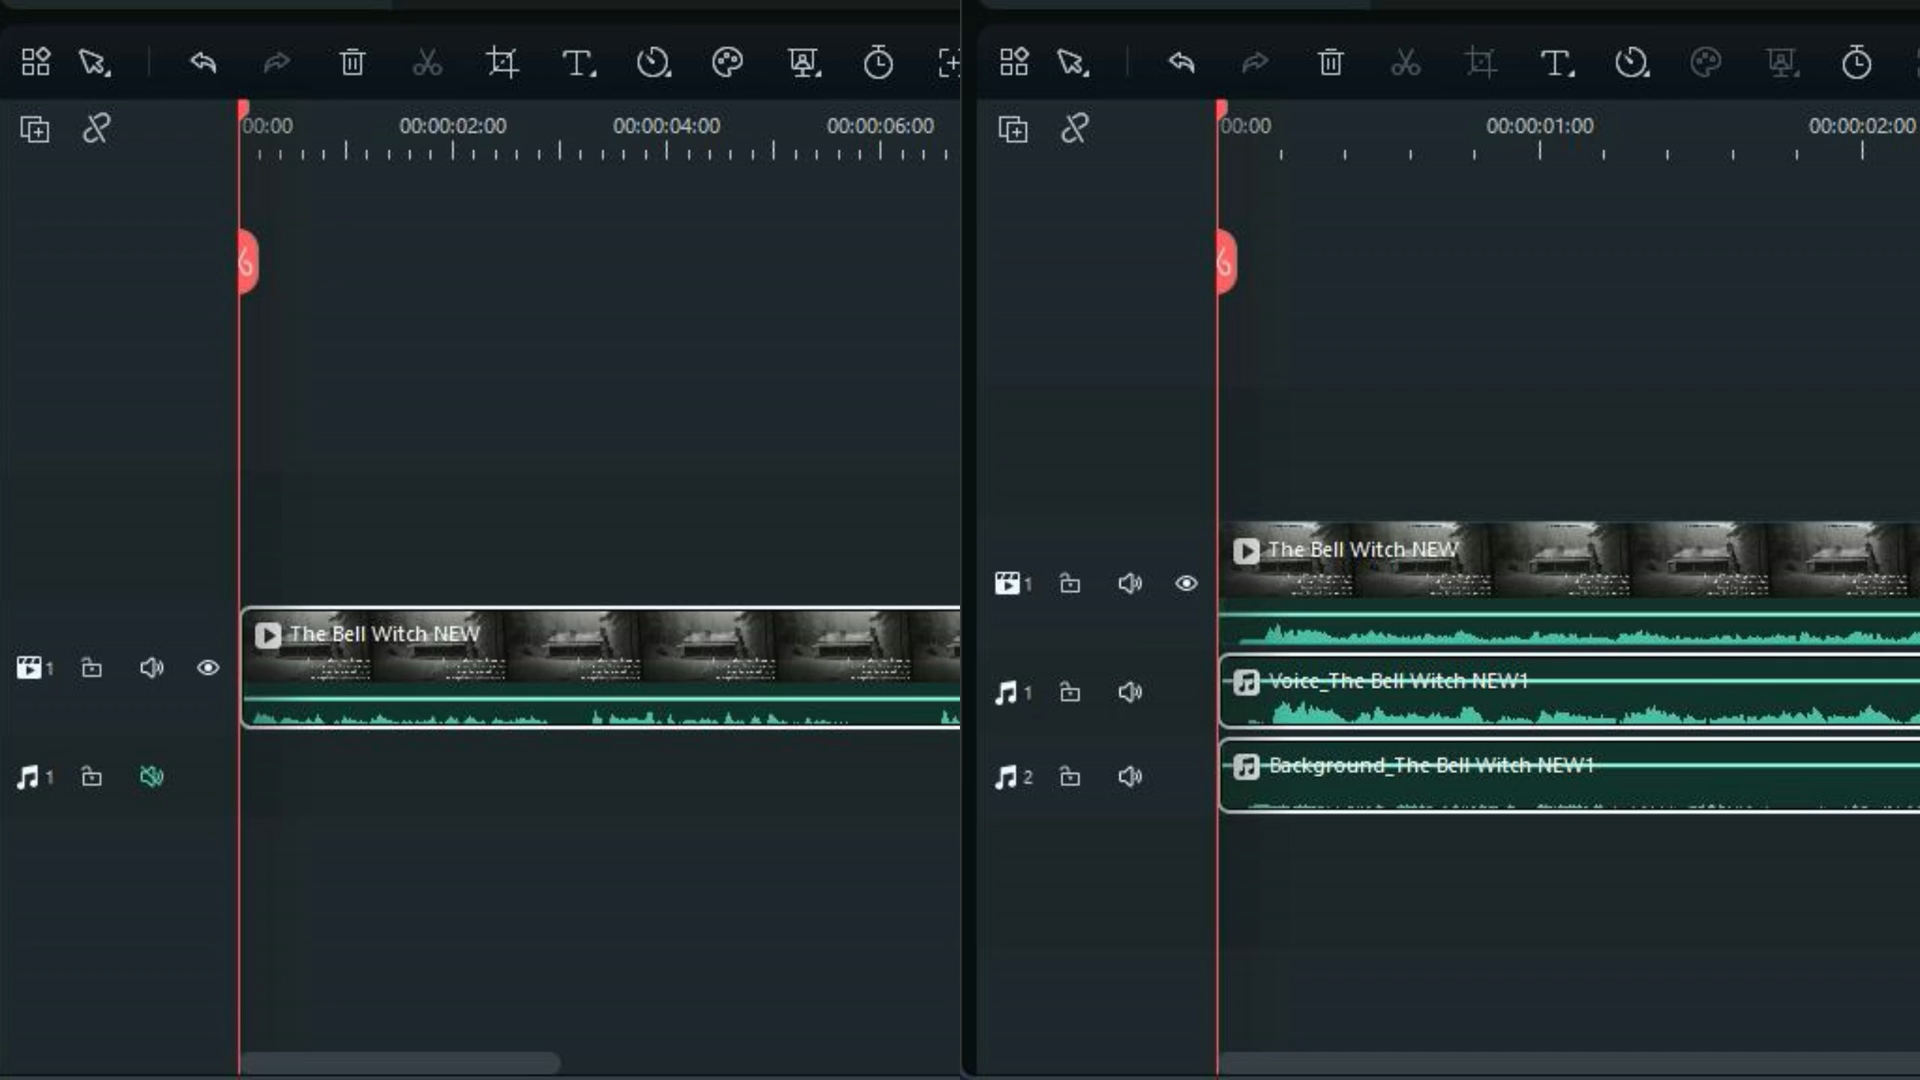 00:00 00:00:02:00 00:00:04:00 00:00:06:00
The Bell Witch NEW
1
1
00:00 00:00:01:00 00:00:02:00
The Bell Witch NEW
1
Voice_The Bell Witch NEW1
1
Background_The Bell Witch NEW1
2